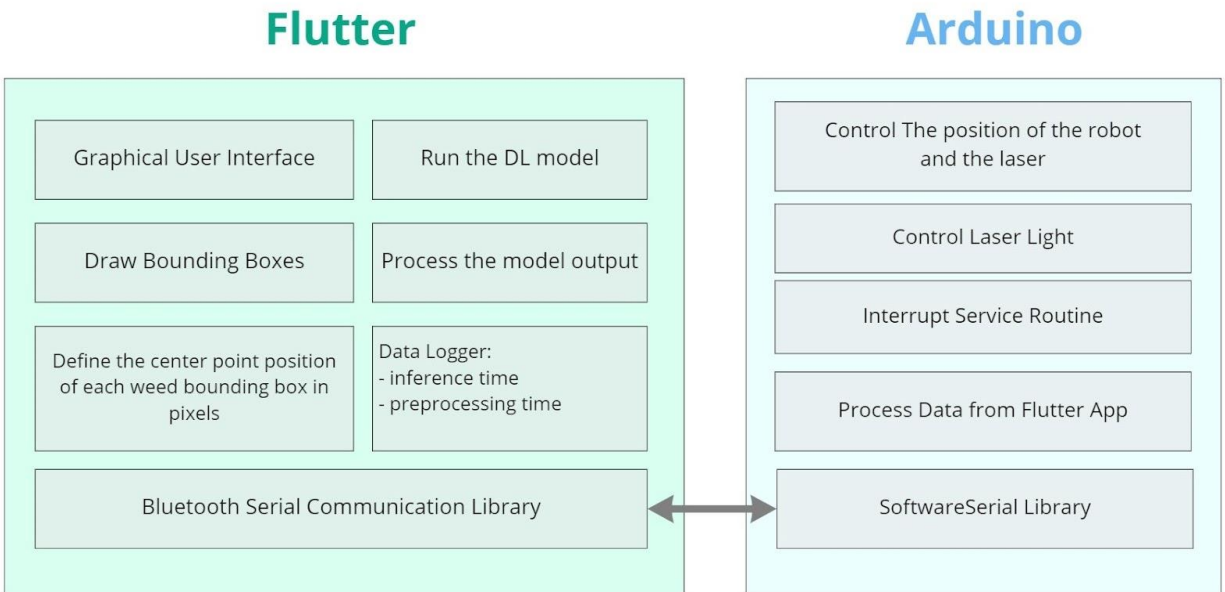 Flutter
Arduino
Graphical User Interface
Run the DL model
Draw Bounding Boxes
Process the model output
Define the center point position
of each weed bounding box in
pixels
Data Logger:
- inference time
- preprocessing time
Bluetooth Serial Communication Library
Control The position of the robot
and the laser
Control Laser Light
Interrupt Service Routine
Process Data from Flutter App
SoftwareSerial Library